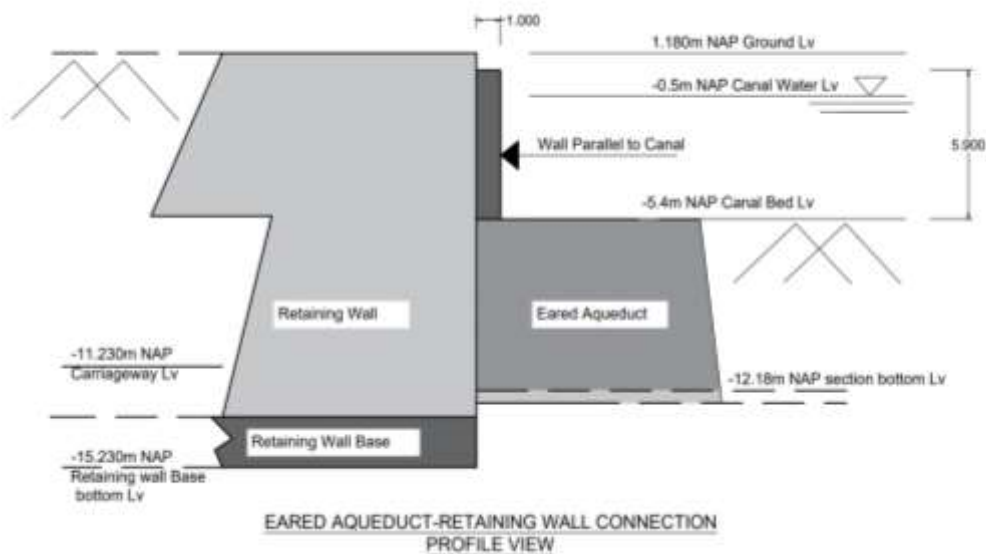 1.000
1.180m NAP Ground Lv
-0.5m NAP Canal Water Lv
Wall Parallel to Canal
5.900
-5.4m NAP Canal Bed Lv
Retaining Wall
Eared Aqueduct
-11.230m NAP
Carriageway Lv
-12.18m NAP section bottom Lv
Retaining Wall Base
-15.230m NAP
Retaining wall Base
bottom Lv
EARED AQUEDUCT-RETAINING WALL CONNECTION
PROFILE VIEW